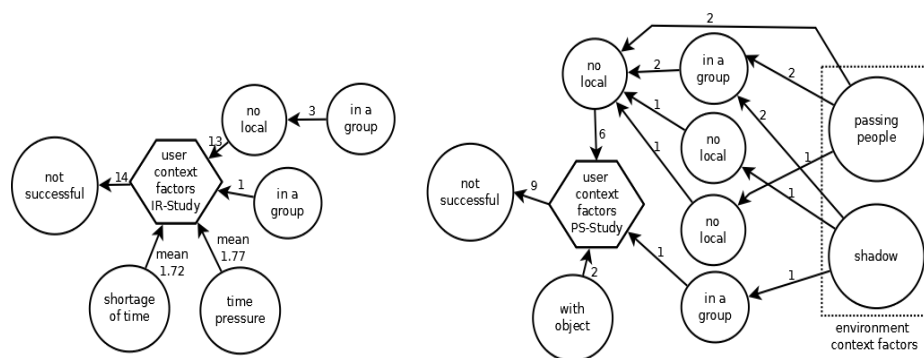 not
successful
14
user
context
factors
IR-Study
13
no
local
3
in a
group
1
in a
group
mean
1.72
mean
1.77
shortage
of time
time
pressure
not
successful
9
user
context
factors
PS-Study
6
no
local
2
2
in a
group
2
2
1
no
local
1
1
no
local
1
1
in a
group
1
2
with
object
passing
people
shadow
environment
context factors